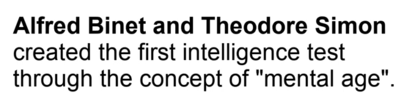 Alfred Binet and Theodore Simon
created the first intelligence test
through the concept of "mental age".